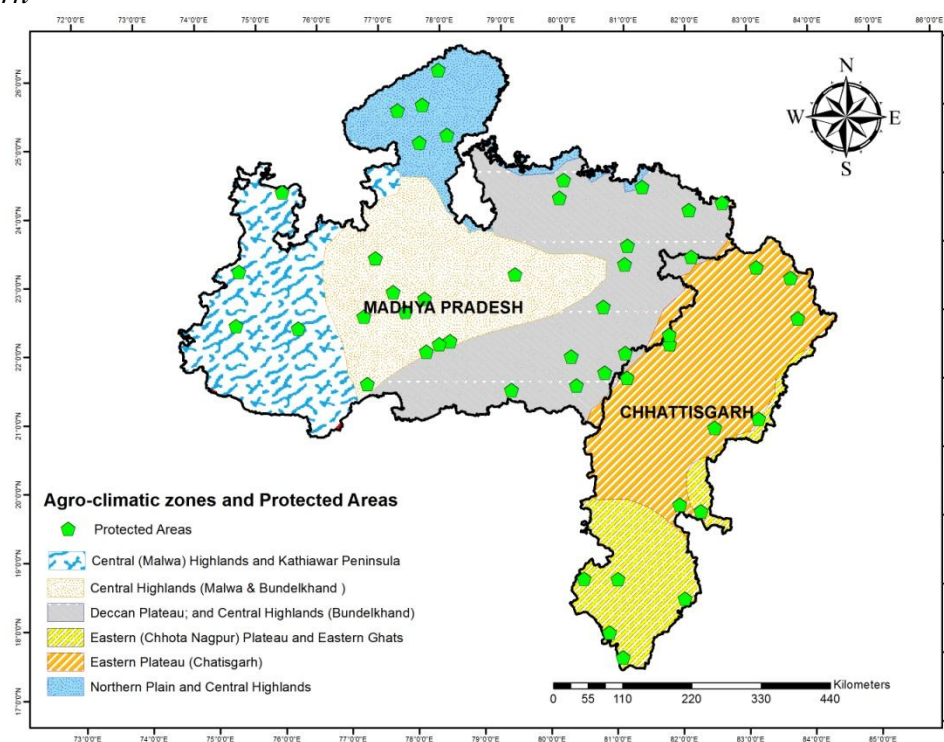 m
72°0'0"E 73°0'0"E 74°0'0"E 75°0'0"E 76°0'0"E 77°0'0"E 78°0'0"E 79°0'0"E 80°0'0"E 81°0'0"E 82°0'0"E 83°0'0"E 84°0'0"E 85°0'0"E 86°0'0"E
26°0'0"N
25°0'0"N
24°0'0"N
23°0'0"N
22°0'0"N
21°0'0"N
20°0'0"N
19°0'0"N
18°0'0"N
17°0'0"N
N
W E
S
MADHYA PRADESH
CHHATTISGARH
Agro-climatic zones and Protected Areas
Protected Areas
Central (Malwa) Highlands and Kathiawar Peninsula
Central Highlands (Malwa & Bundelkhand )
Deccan Plateau; and Central Highlands (Bundelkhand)
Eastern (Chhota Nagpur) Plateau and Eastern Ghats
Eastern Plateau (Chatisgarh)
Northern Plain and Central Highlands
Kilometers
0 55 110 220 330 440
73°0'0"E 74°0'0"E 75°0'0"E 76°0'0"E 77°0'0"E 78°0'0"E 79°0'0"E 80°0'0"E 81°0'0"E 82°0'0"E 83°0'0"E 84°0'0"E 85°0'0"E